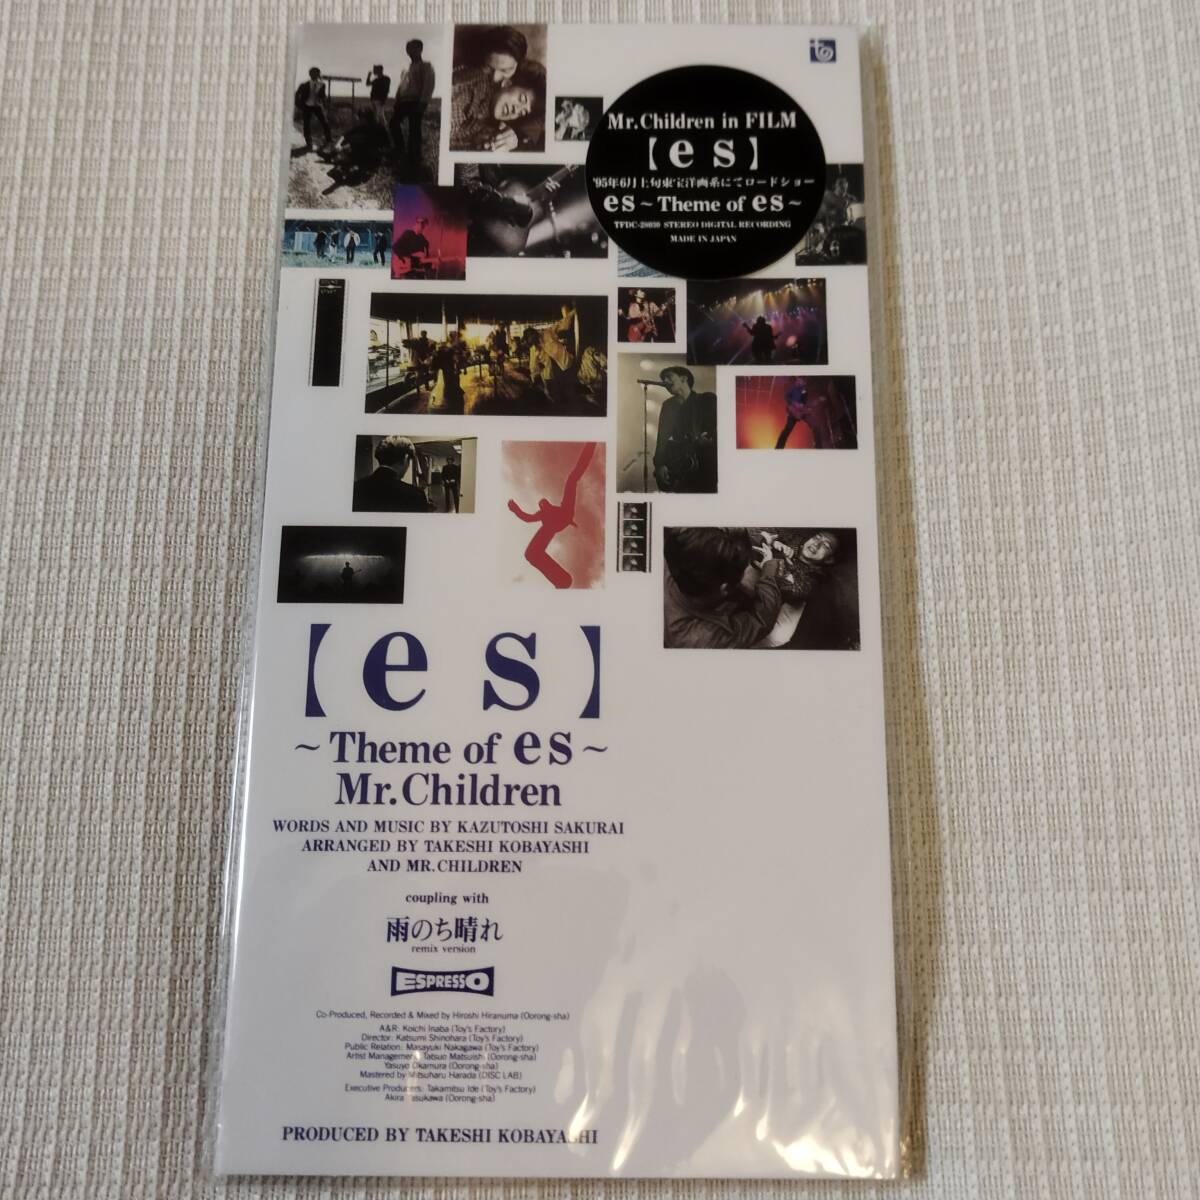 Mr.Children in FILM
【es】
'95年6月上旬東宝洋画系にてロードショー
es~Theme of es~
TFDC-28030 STEREO DIGITAL RECORDING
MADE IN JAPAN
【es】
~Theme of es~
Mr.Children
WORDS AND MUSIC BY KAZUTOSHI SAKURAI
ARRANGED BY TAKESHI KOBAYASHI
AND MR.CHILDREN
coupling with
雨のち晴れ
remix version
ESPRESSO
Co-Produced, Recorded & Mixed by Hiroshi Hiranuma (Oorong-sha)
A&R: Koichi Inaba (Toy's Factory)
Director: Katsumi Shinohara (Toy's Factory)
Public Relation: Masayuki Nakagawa (Toy's Factory)
Artist Management: Tatsuo Matsuishi (Oorong-sha)
Yasuyo Okamura (Oorong-sha)
Mastered by Mitsuharu Harada (DISC LAB)
Executive Producers: Takamitsu Ide (Toy's Factory)
Akira Yasukawa (Oorong-sha)
PRODUCED BY TAKESHI KOBAYASHI